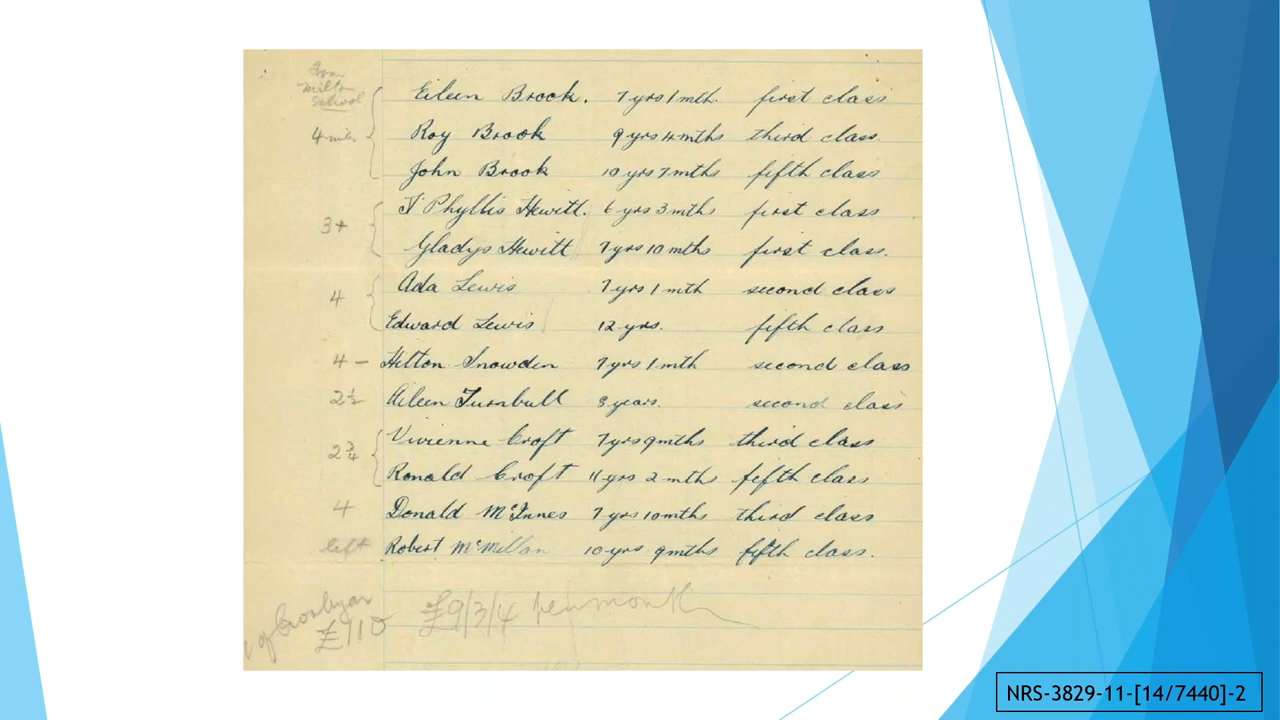 from
Milton
School
Eileen Brook. 7 yrs 1 mth. first class
4 miles Roy Brook 9 yrs 4 mths third class.
John Brook 10 yrs 7 mths fifth class
Phyllis Hewitt. 6 yrs 3 mths first class
3+
Gladys Hewitt 7 yrs 10 mths first class.
Ada Lewis 7 yrs 1 mth second class
4
Edward Lewis 12 yrs. fifth class
4 – Hilton Snowden 7 yrs 1 mth second class
2½ Aileen Turnbull 8 years. second class
Vivienne Croft 7 yrs 9 mths third class
2¾
Ronald Croft 11 yrs 2 mth fifth class
4 Donald McInnes 7 yrs 10 mths third class
left Robert McMillan 10 yrs 9 mths fifth class.
£110 £9/3/4 per month
NRS-3829-11-[14/7440]-2